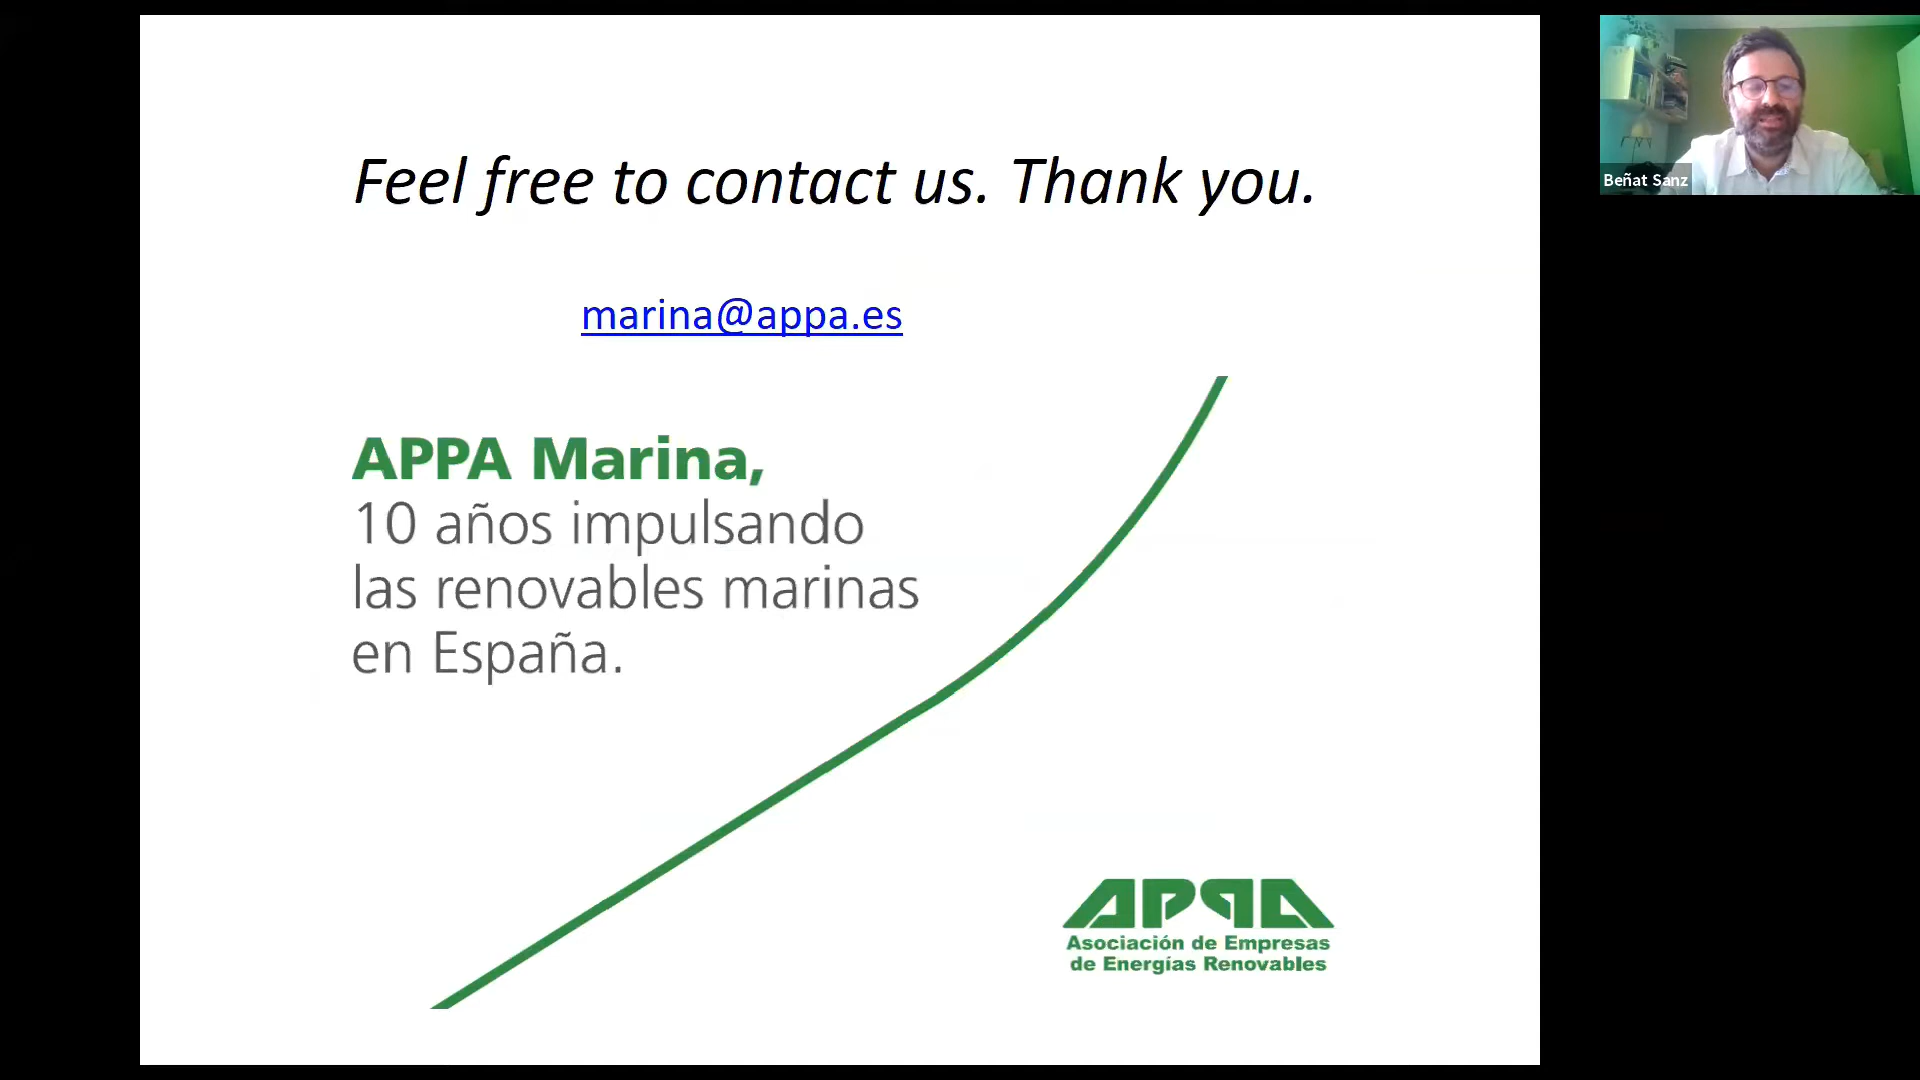 Feel free to contact us. Thank you.
marina@appa.es
APPA Marina,
10 años impulsando
las renovables marinas
en España.
APPA
Asociación de Empresas
de Energías Renovables
Beñat Sanz